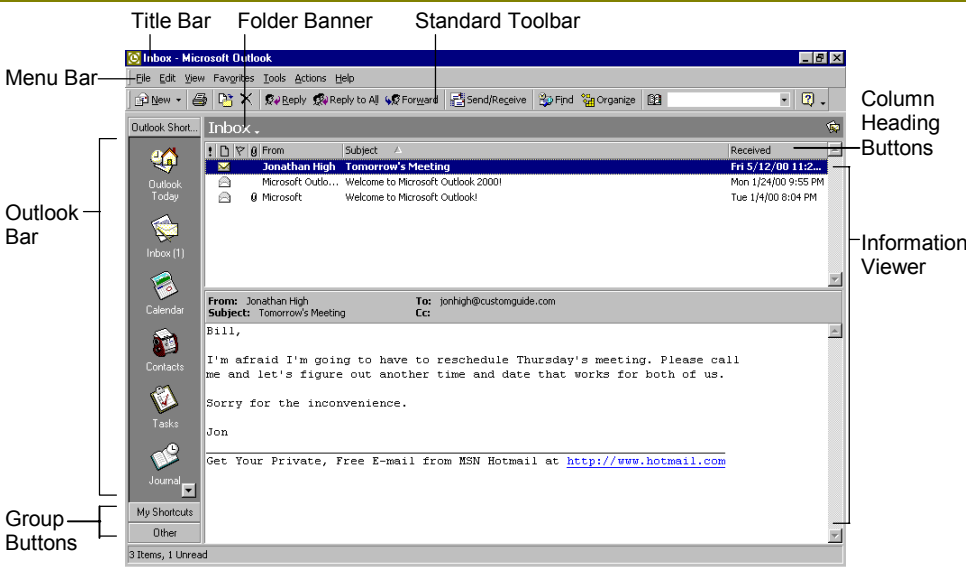 Title Bar Folder Banner Standard Toolbar
Inbox - Microsoft Outlook
Menu Bar
File Edit View Favorites Tools Actions Help
New Reply Reply to All Forward Send/Receive Find Organize
Column
Heading
Buttons
Outlook Short... Inbox
! From Subject Received
Jonathan High Tomorrow's Meeting Fri 5/12/00 11:2...
Microsoft Outlo... Welcome to Microsoft Outlook 2000! Mon 1/24/00 9:55 PM
Microsoft Welcome to Microsoft Outlook! Tue 1/4/00 8:04 PM
Outlook
Bar
Outlook
Today
Inbox (1)
Calendar
Contacts
Tasks
Journal
Information
Viewer
From: Jonathan High To: jonhigh@customguide.com
Subject: Tomorrow's Meeting Cc:
Bill,
I'm afraid I'm going to have to reschedule Thursday's meeting. Please call
me and let's figure out another time and date that works for both of us.
Sorry for the inconvenience.
Jon
Get Your Private, Free E-mail from MSN Hotmail at http://www.hotmail.com
Group
Buttons
My Shortcuts
Other
3 Items, 1 Unread